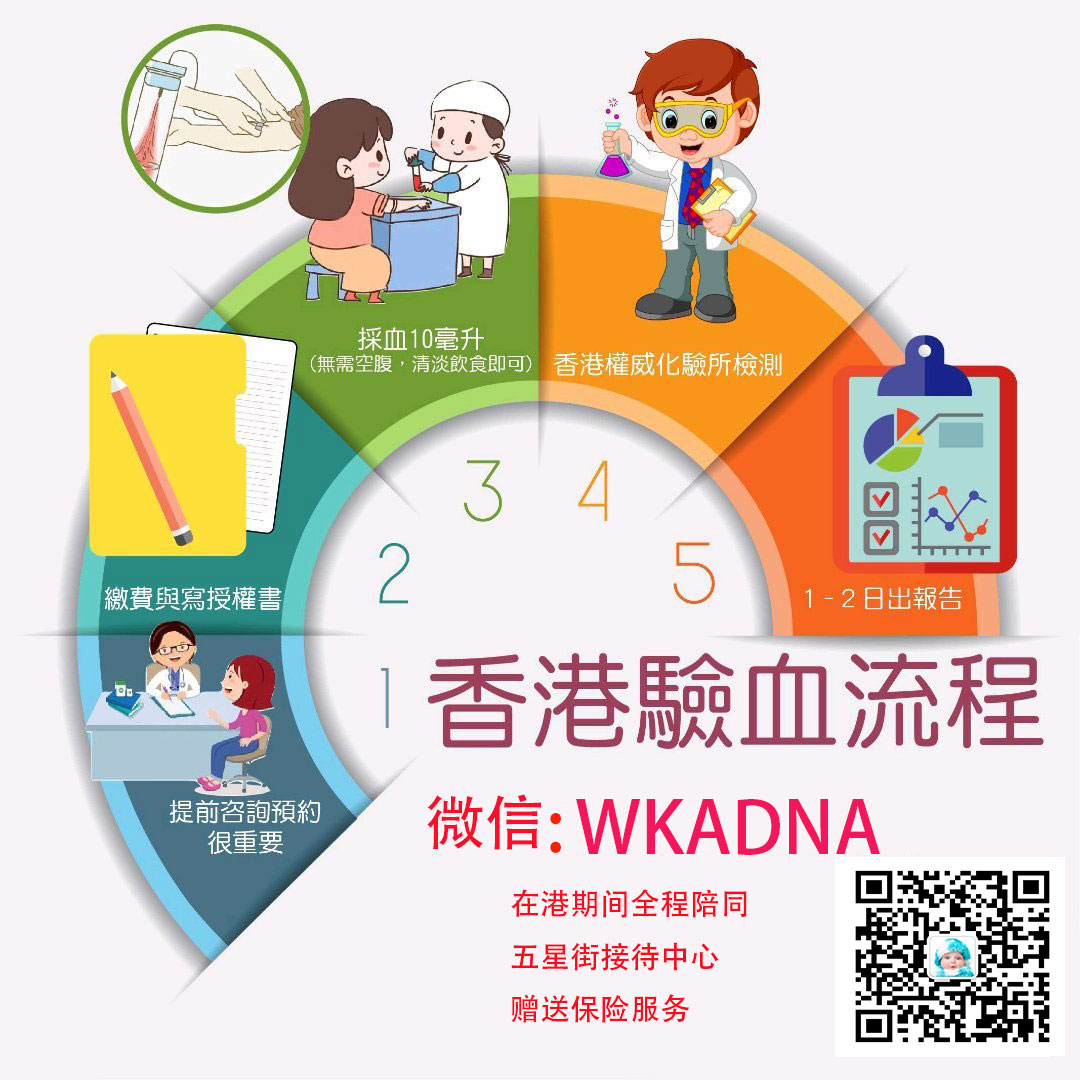 採血10毫升
（無需空腹，清淡飲食即可）
香港權威化驗所檢測
繳費與寫授權書
1-2日出報告
3
4
2
5
1
香港驗血流程
提前咨詢預約
很重要
微信: WKADNA
在港期间全程陪同
五星街接待中心
赠送保险服务